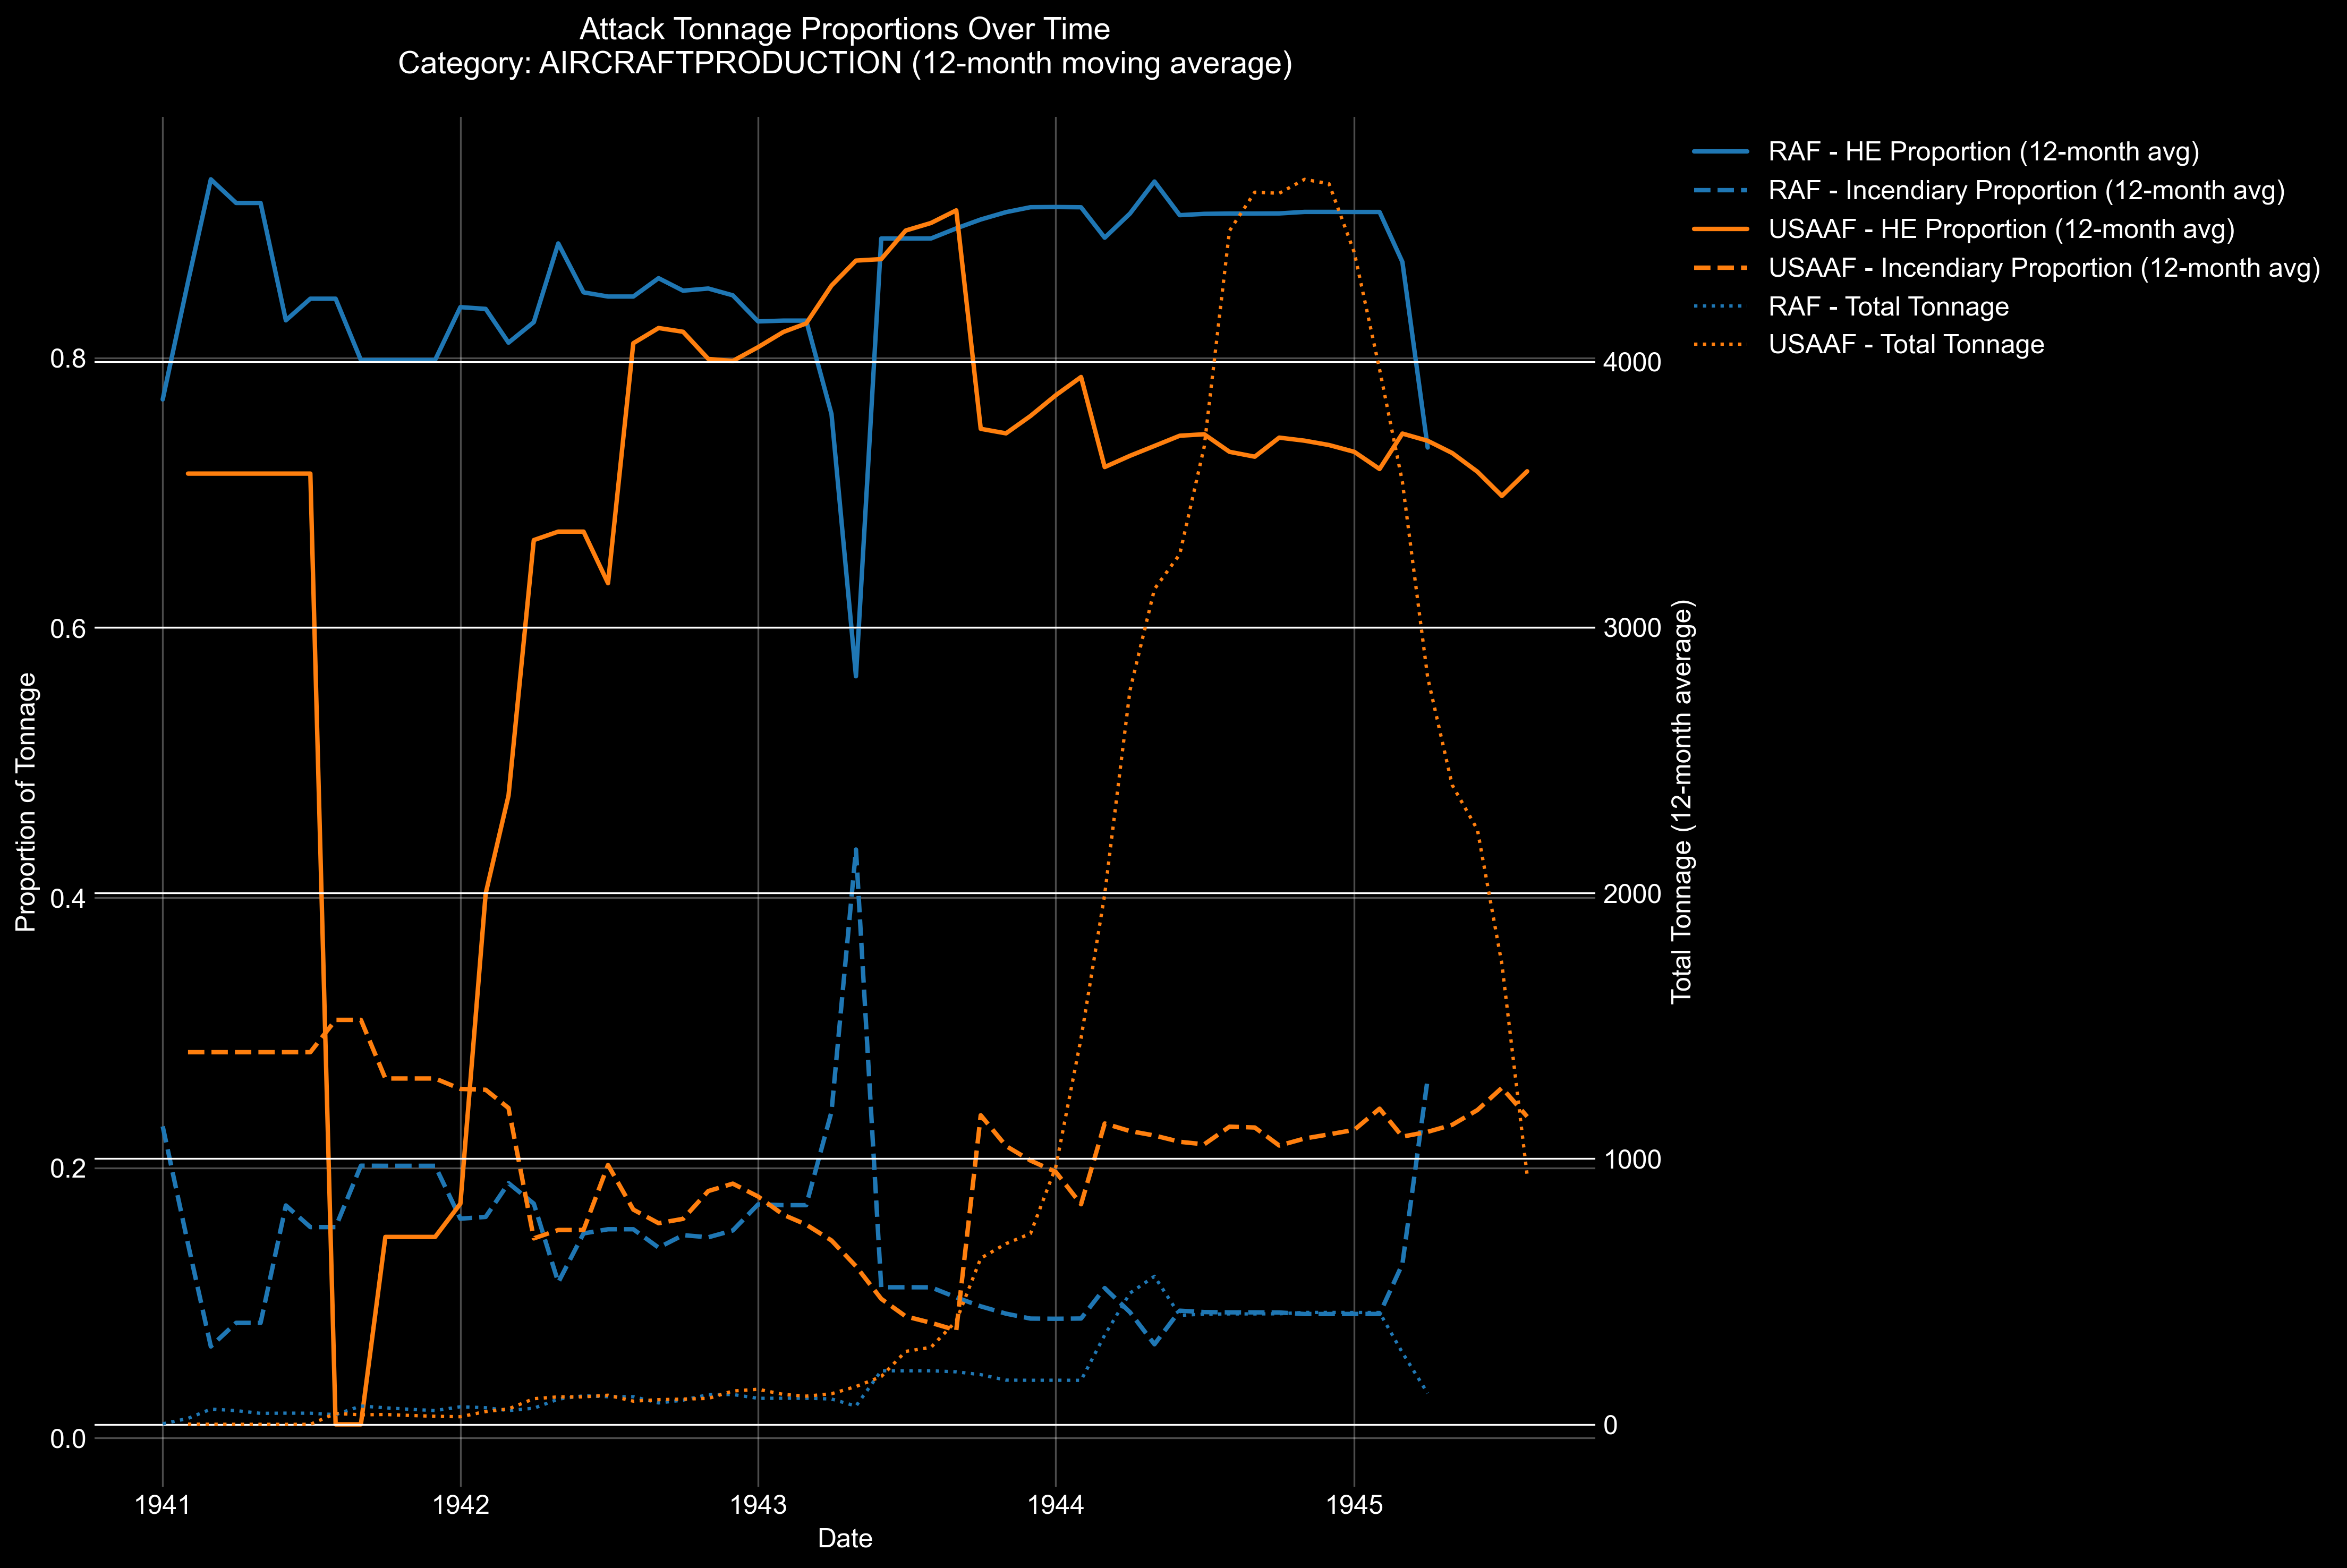 Attack Tonnage Proportions Over Time
Category: AIRCRAFTPRODUCTION (12-month moving average)
RAF - HE Proportion (12-month avg)
RAF - Incendiary Proportion (12-month avg)
USAAF - HE Proportion (12-month avg)
USAAF - Incendiary Proportion (12-month avg)
RAF - Total Tonnage
USAAF - Total Tonnage
Proportion of Tonnage
0.8
0.6
0.4
0.2
0.0
4000
3000
2000
1000
0
Total Tonnage (12-month average)
1941
1942
1943
1944
1945
Date